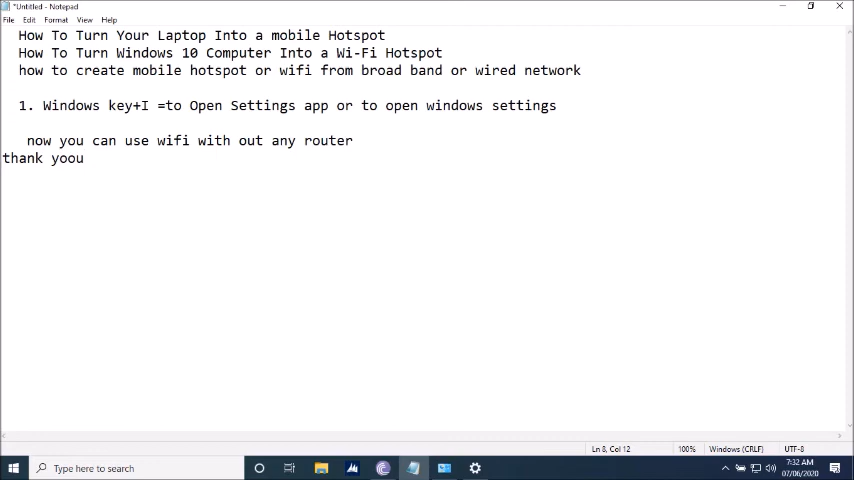 *Untitled - Notepad
File Edit Format View Help
How To Turn Your Laptop Into a mobile Hotspot
How To Turn Windows 10 Computer Into a Wi-Fi Hotspot
how to create mobile hotspot or wifi from broad band or wired network
1. Windows key+I =to Open Settings app or to open windows settings
now you can use wifi with out any router
thank yoou
Ln 8, Col 12 100% Windows (CRLF) UTF-8
Type here to search
7:32 AM
07/06/2020